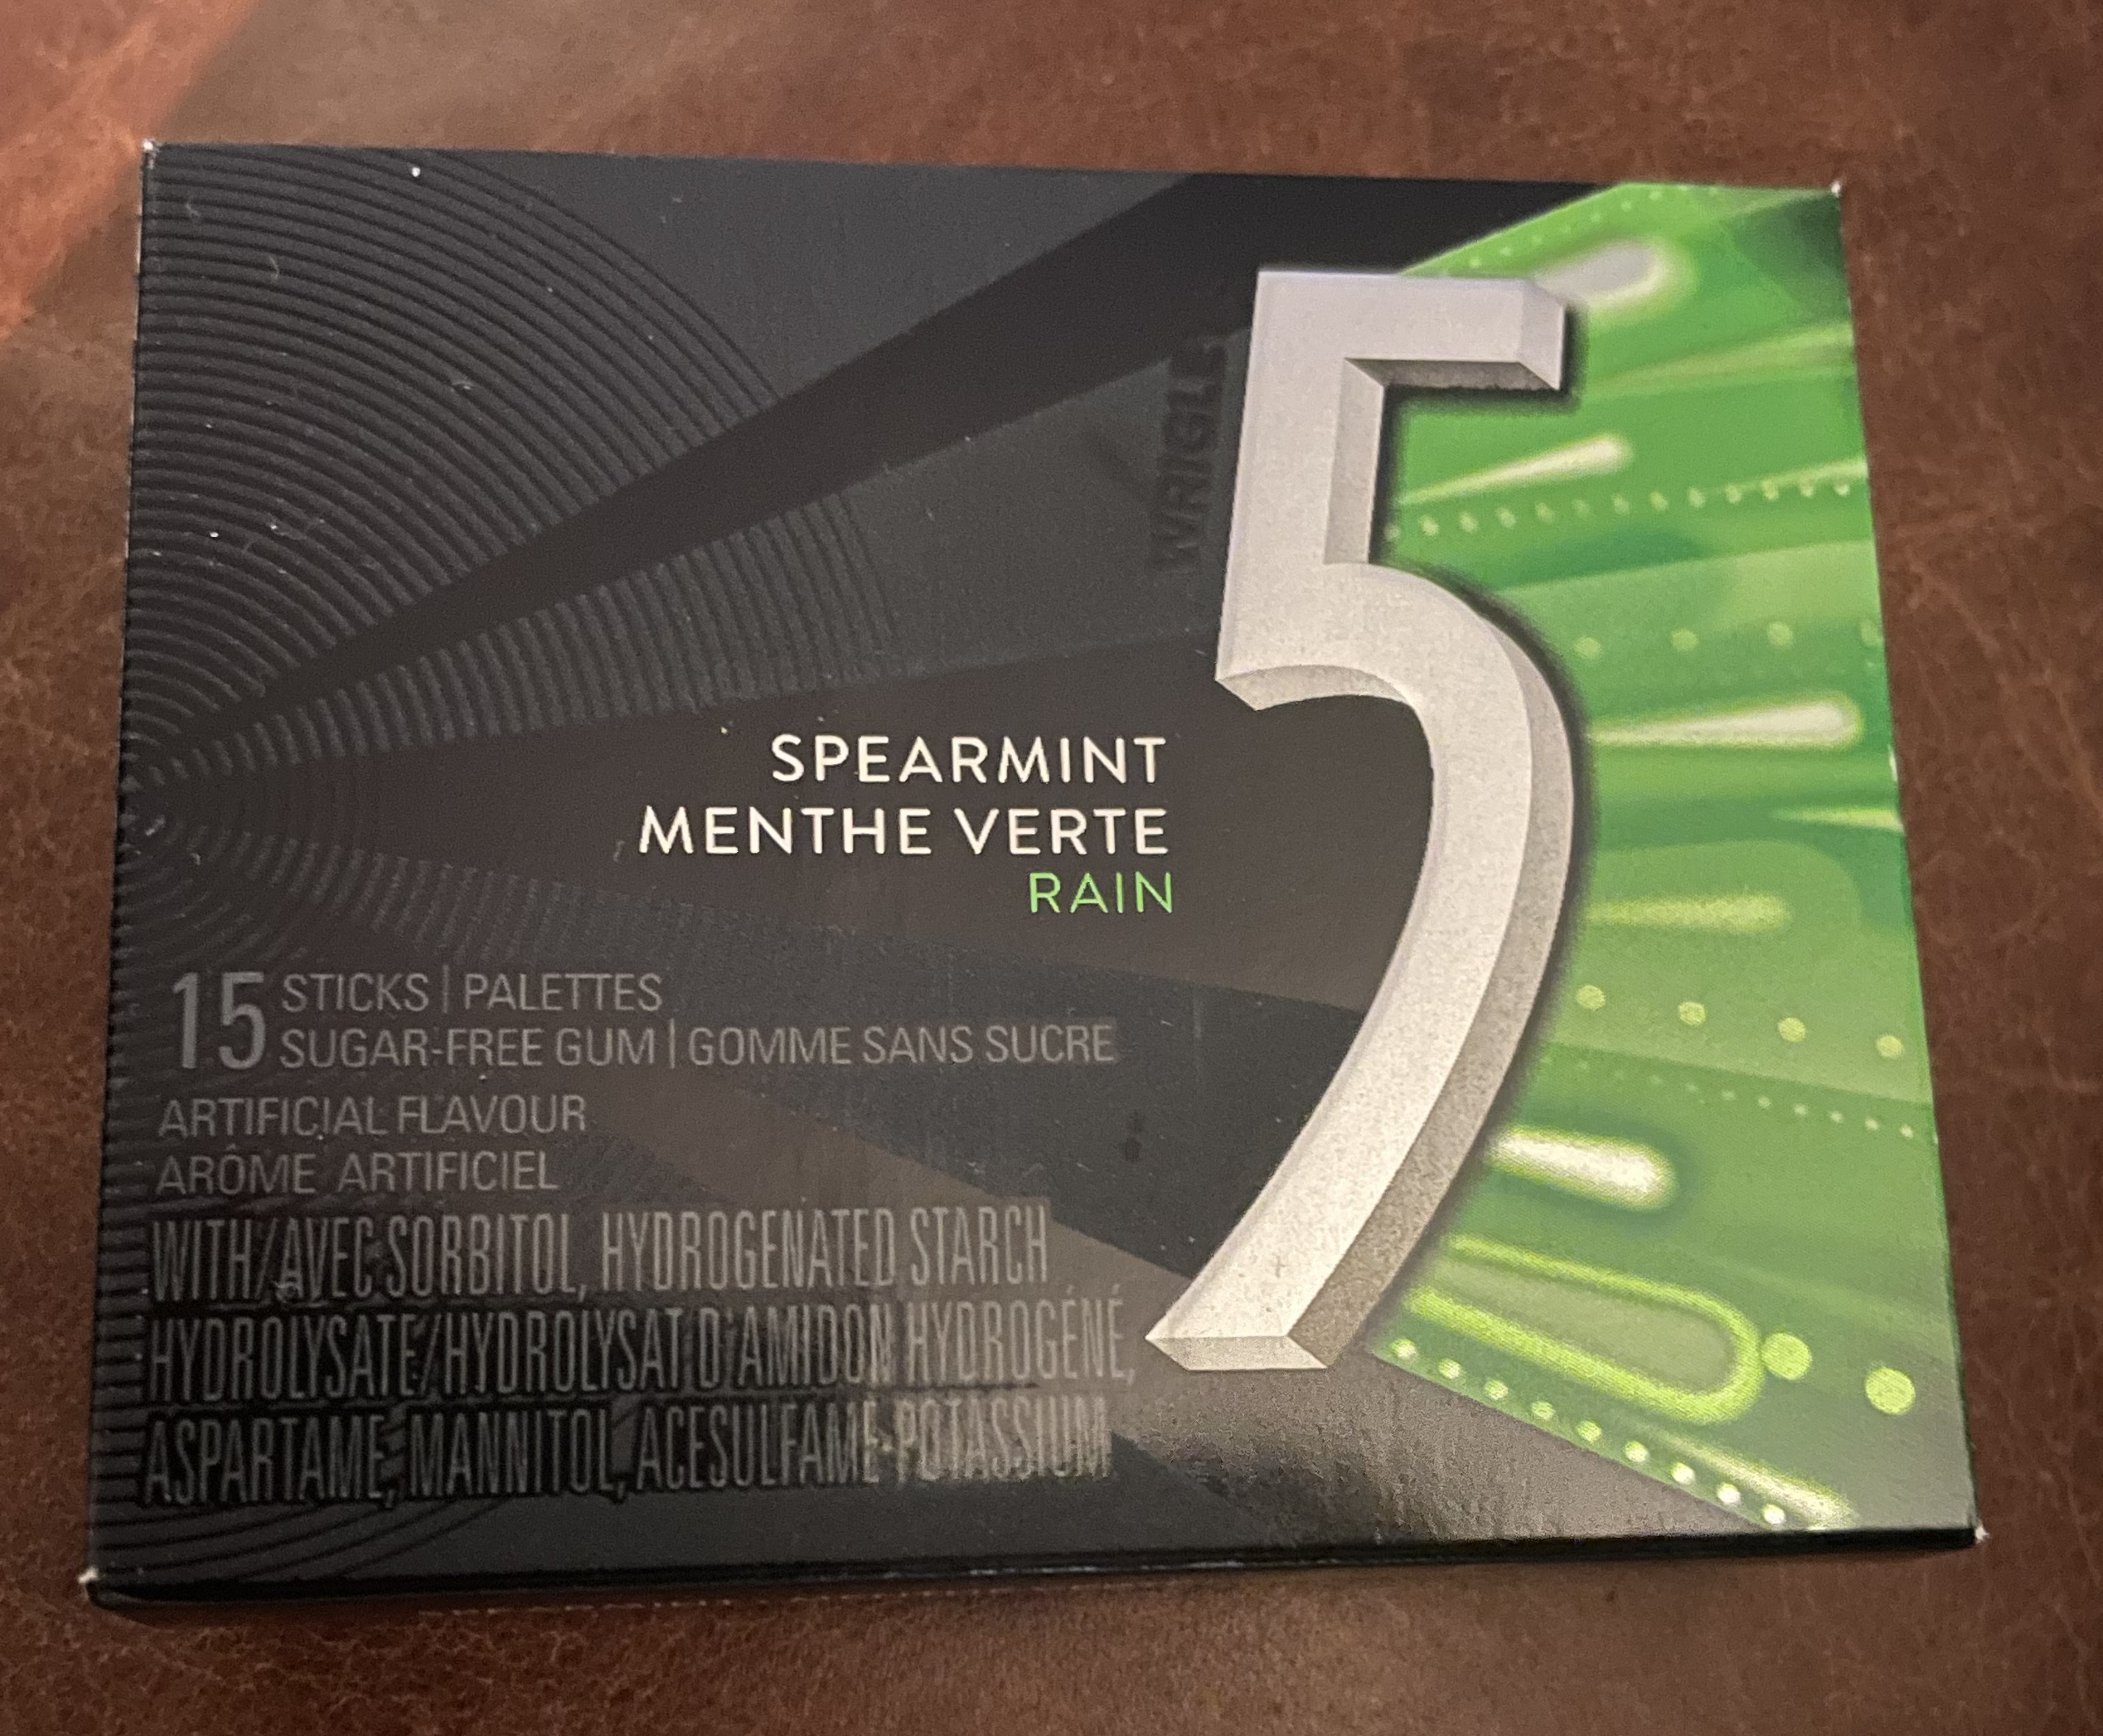 WRIGLEY
5
SPEARMINT
MENTHE VERTE
RAIN
15 STICKS | PALETTES
SUGAR-FREE GUM | GOMME SANS SUCRE
ARTIFICIAL FLAVOUR
ARÔME ARTIFICIEL
WITH/AVEC SORBITOL, HYDROGENATED STARCH
HYDROLYSATE/HYDROLYSAT D'AMIDON HYDROGÉNÉ,
ASPARTAME, MANNITOL, ACESULFAME-POTASSIUM